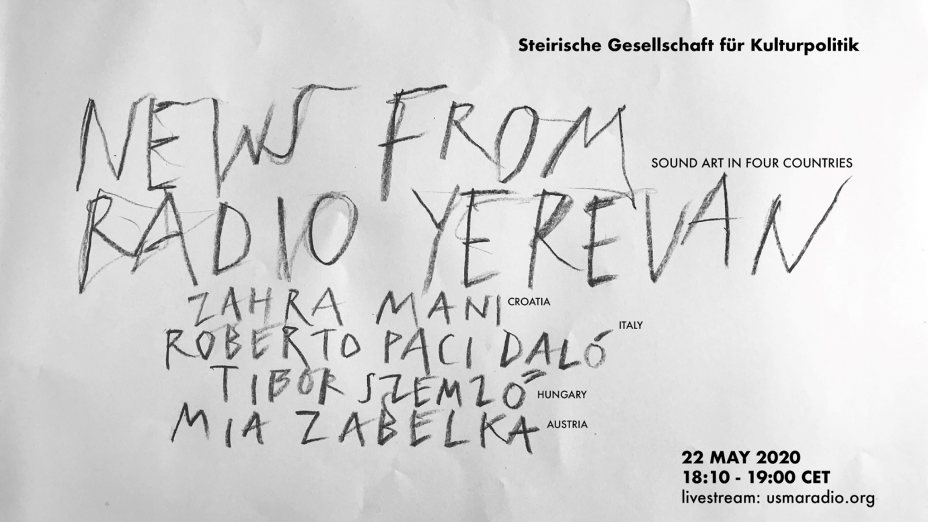 Steirische Gesellschaft für Kulturpolitik
NEWS FROM
SOUND ART IN FOUR COUNTRIES
RADIO YEREVAN
ZAHRA MANI CROATIA
ROBERTO PACI DALÓ ITALY
TIBOR SZEMZŐ HUNGARY
MIA ZABELKA AUSTRIA
22 MAY 2020
18:10 - 19:00 CET
livestream: usmaradio.org